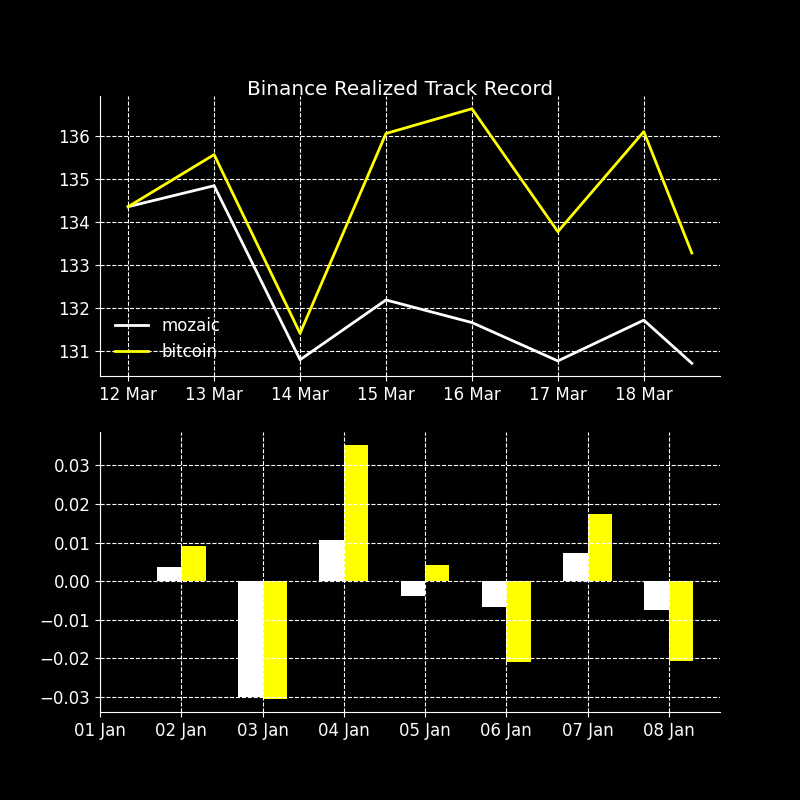 Binance Realized Track Record
136
135
134
133
132
131
mozaic
bitcoin
12 Mar 13 Mar 14 Mar 15 Mar 16 Mar 17 Mar 18 Mar
0.03
0.02
0.01
0.00
−0.01
−0.02
−0.03
01 Jan 02 Jan 03 Jan 04 Jan 05 Jan 06 Jan 07 Jan 08 Jan